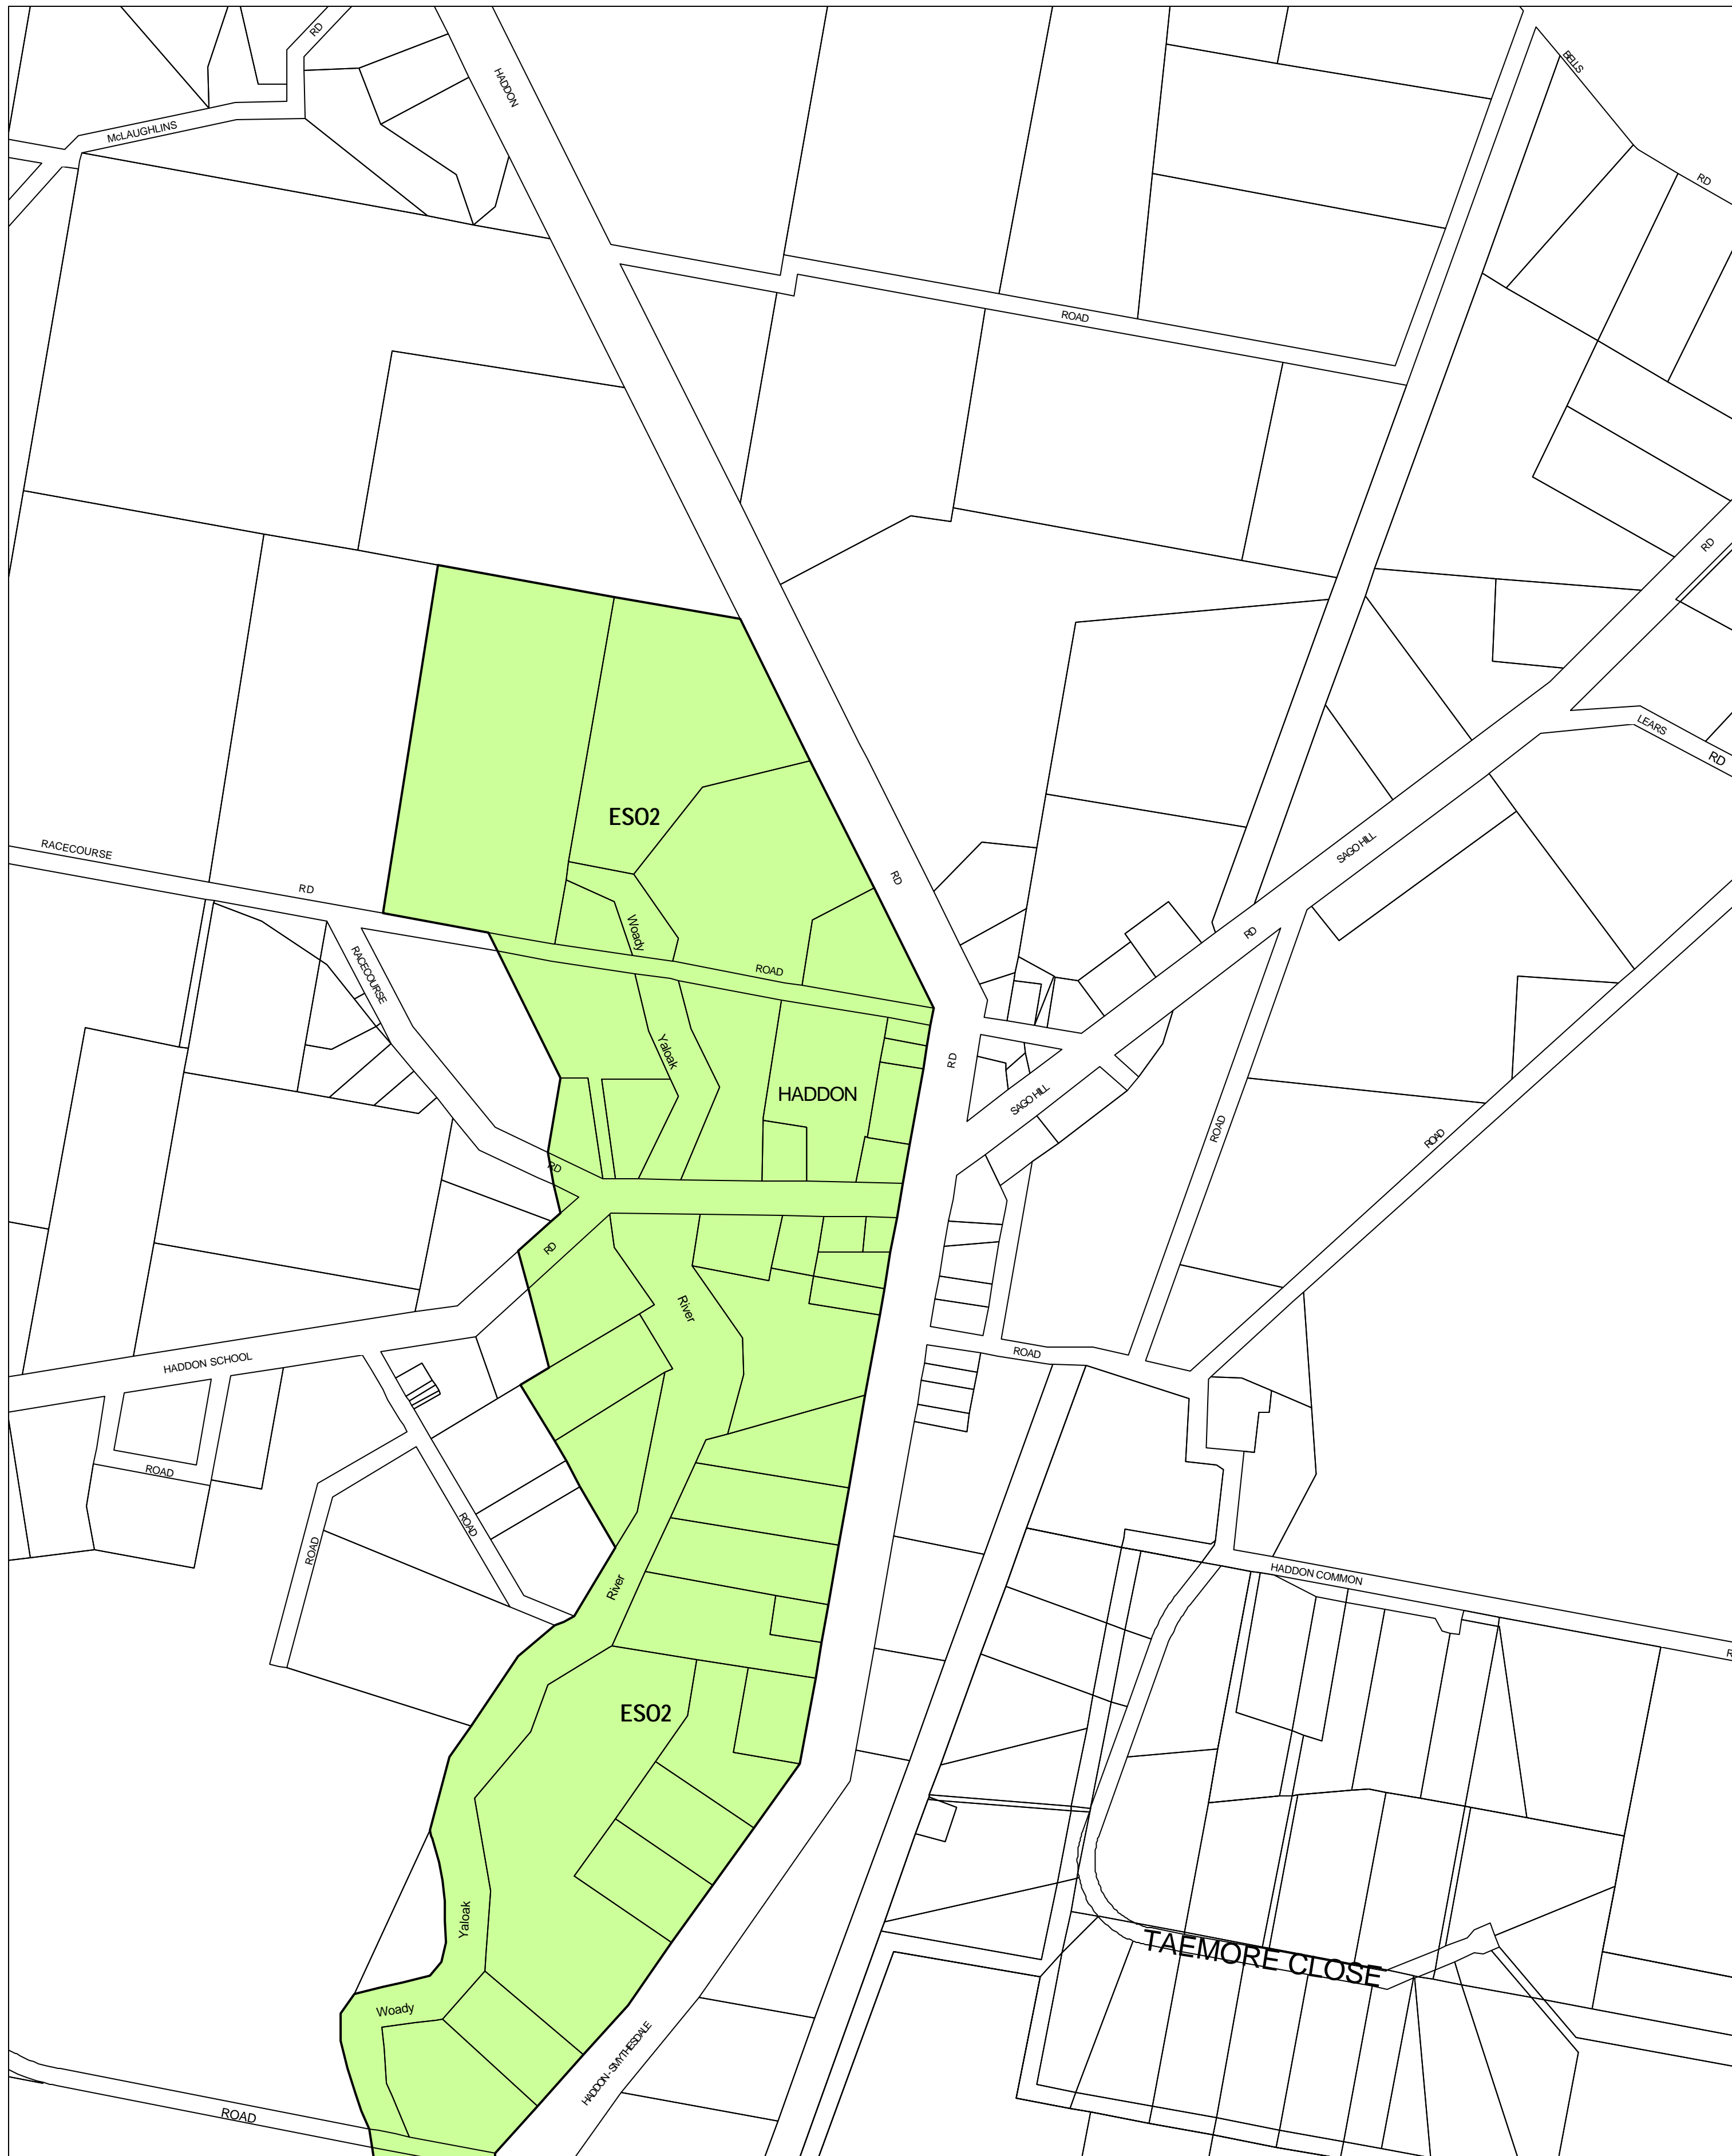 RD
HADDON
BELLS
McLAUGHLINS
RD
ROAD
RD
LEARS
RD
ESO2
RACECOURSE
SAGO HILL
RD
RD
Woady
RD
RACECOURSE
ROAD
Yaloak
RD
HADDON
SAGO HILL
ROAD
ROAD
RD
RD
River
ROAD
HADDON SCHOOL
ROAD
ROAD
ROAD
River
HADDON COMMON
R
ESO2
Yaloak
TAEMORE CLOSE
Woady
HADDON - SMYTHESDALE
ROAD